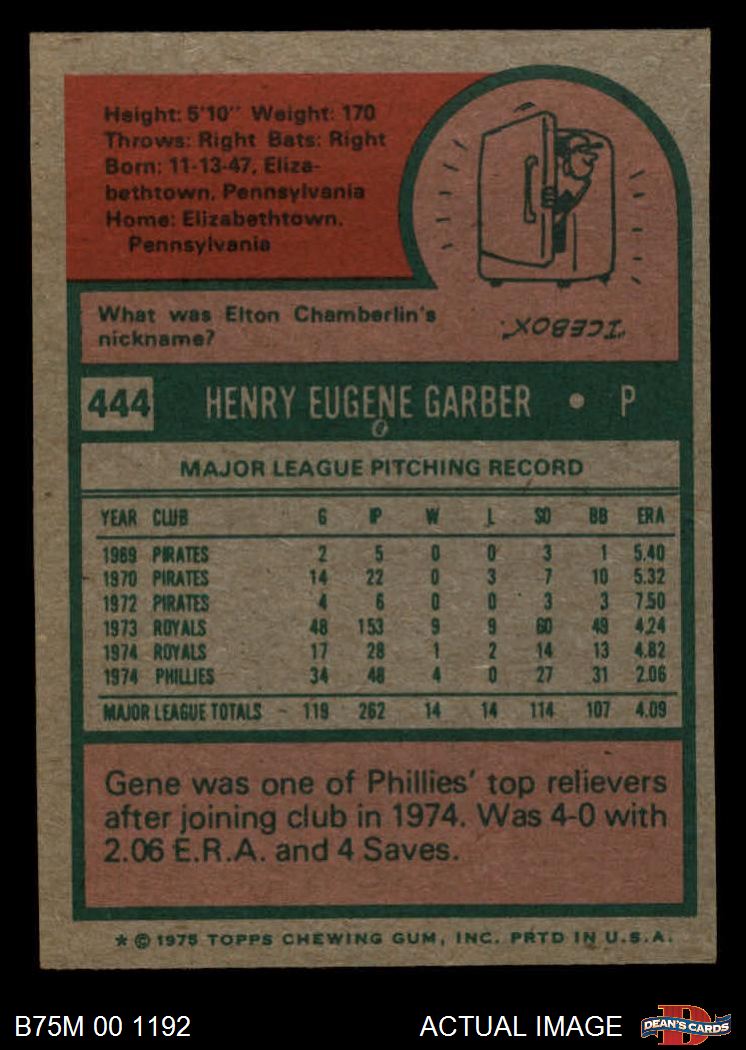 Height: 5'10" Weight: 170
Throws: Right Bats: Right
Born: 11-13-47, Eliza-
bethtown, Pennsylvania
Home: Elizabethtown,
Pennsylvania
What was Elton Chamberlin's
nickname?
"ICEBOX."
444 HENRY EUGENE GARBER • P
MAJOR LEAGUE PITCHING RECORD
YEAR CLUB G IP W L SO BB ERA
1969 PIRATES 2 5 0 0 3 1 5.40
1970 PIRATES 14 22 0 3 7 10 5.32
1972 PIRATES 4 6 0 0 3 3 7.50
1973 ROYALS 48 153 9 9 60 49 4.24
1974 ROYALS 17 28 1 2 14 13 4.82
1974 PHILLIES 34 48 4 0 27 31 2.06
MAJOR LEAGUE TOTALS - 119 262 14 14 114 107 4.09
Gene was one of Phillies' top relievers
after joining club in 1974. Was 4-0 with
2.06 E.R.A. and 4 Saves.
* © 1975 TOPPS CHEWING GUM, INC. PRTD IN U.S.A.
B75M 00 1192 ACTUAL IMAGE D DEAN'S CARDS